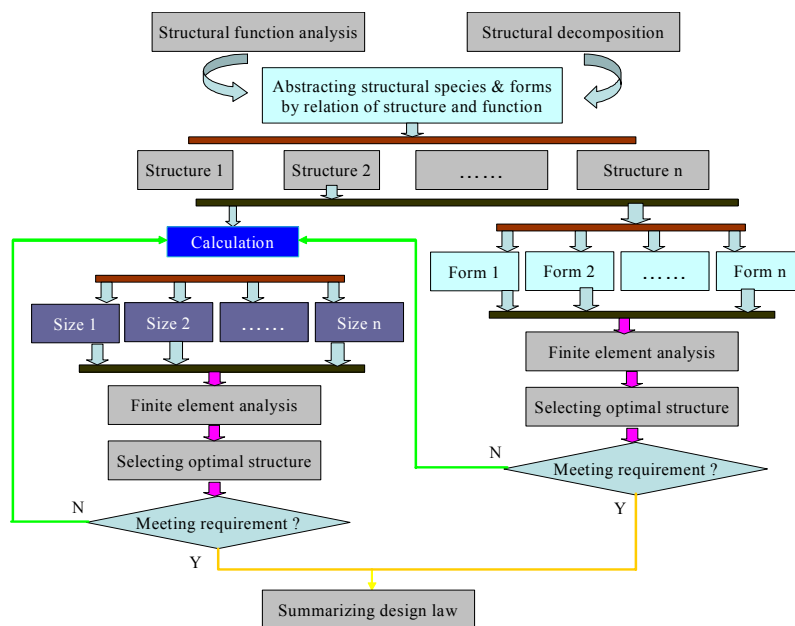 Structural function analysis
Structural decomposition
Abstracting structural species & forms
by relation of structure and function
Structure 1
Structure 2
……
Structure n
Calculation
Form 1
Form 2
……
Form n
Size 1
Size 2
……
Size n
Finite element analysis
Selecting optimal structure
Meeting requirement ?
N
Y
Finite element analysis
Selecting optimal structure
Meeting requirement ?
N
Y
Summarizing design law